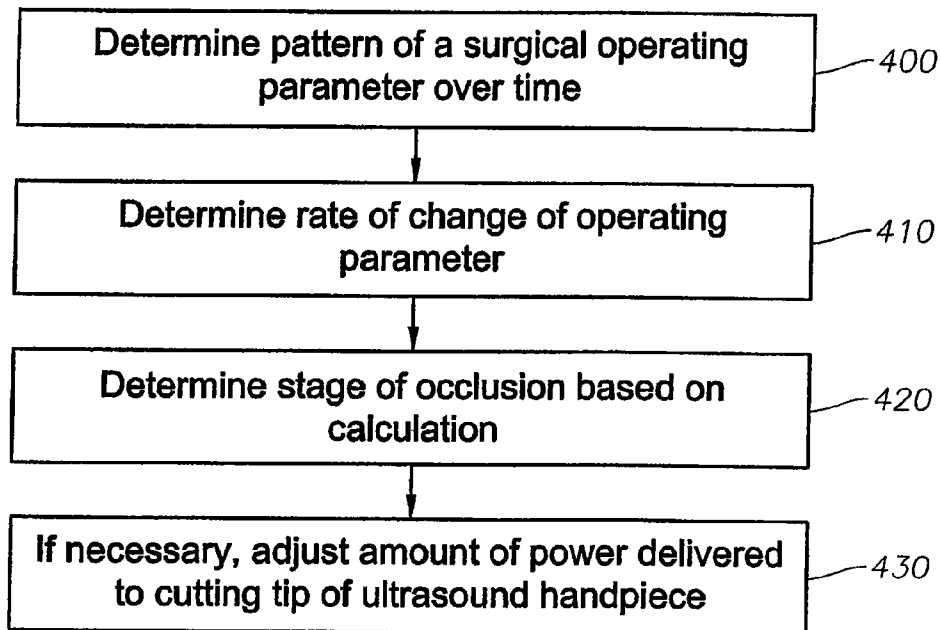 Determine pattern of a surgical operating
parameter over time
400
Determine rate of change of operating
parameter
410
Determine stage of occlusion based on
calculation
420
If necessary, adjust amount of power delivered
to cutting tip of ultrasound handpiece
430